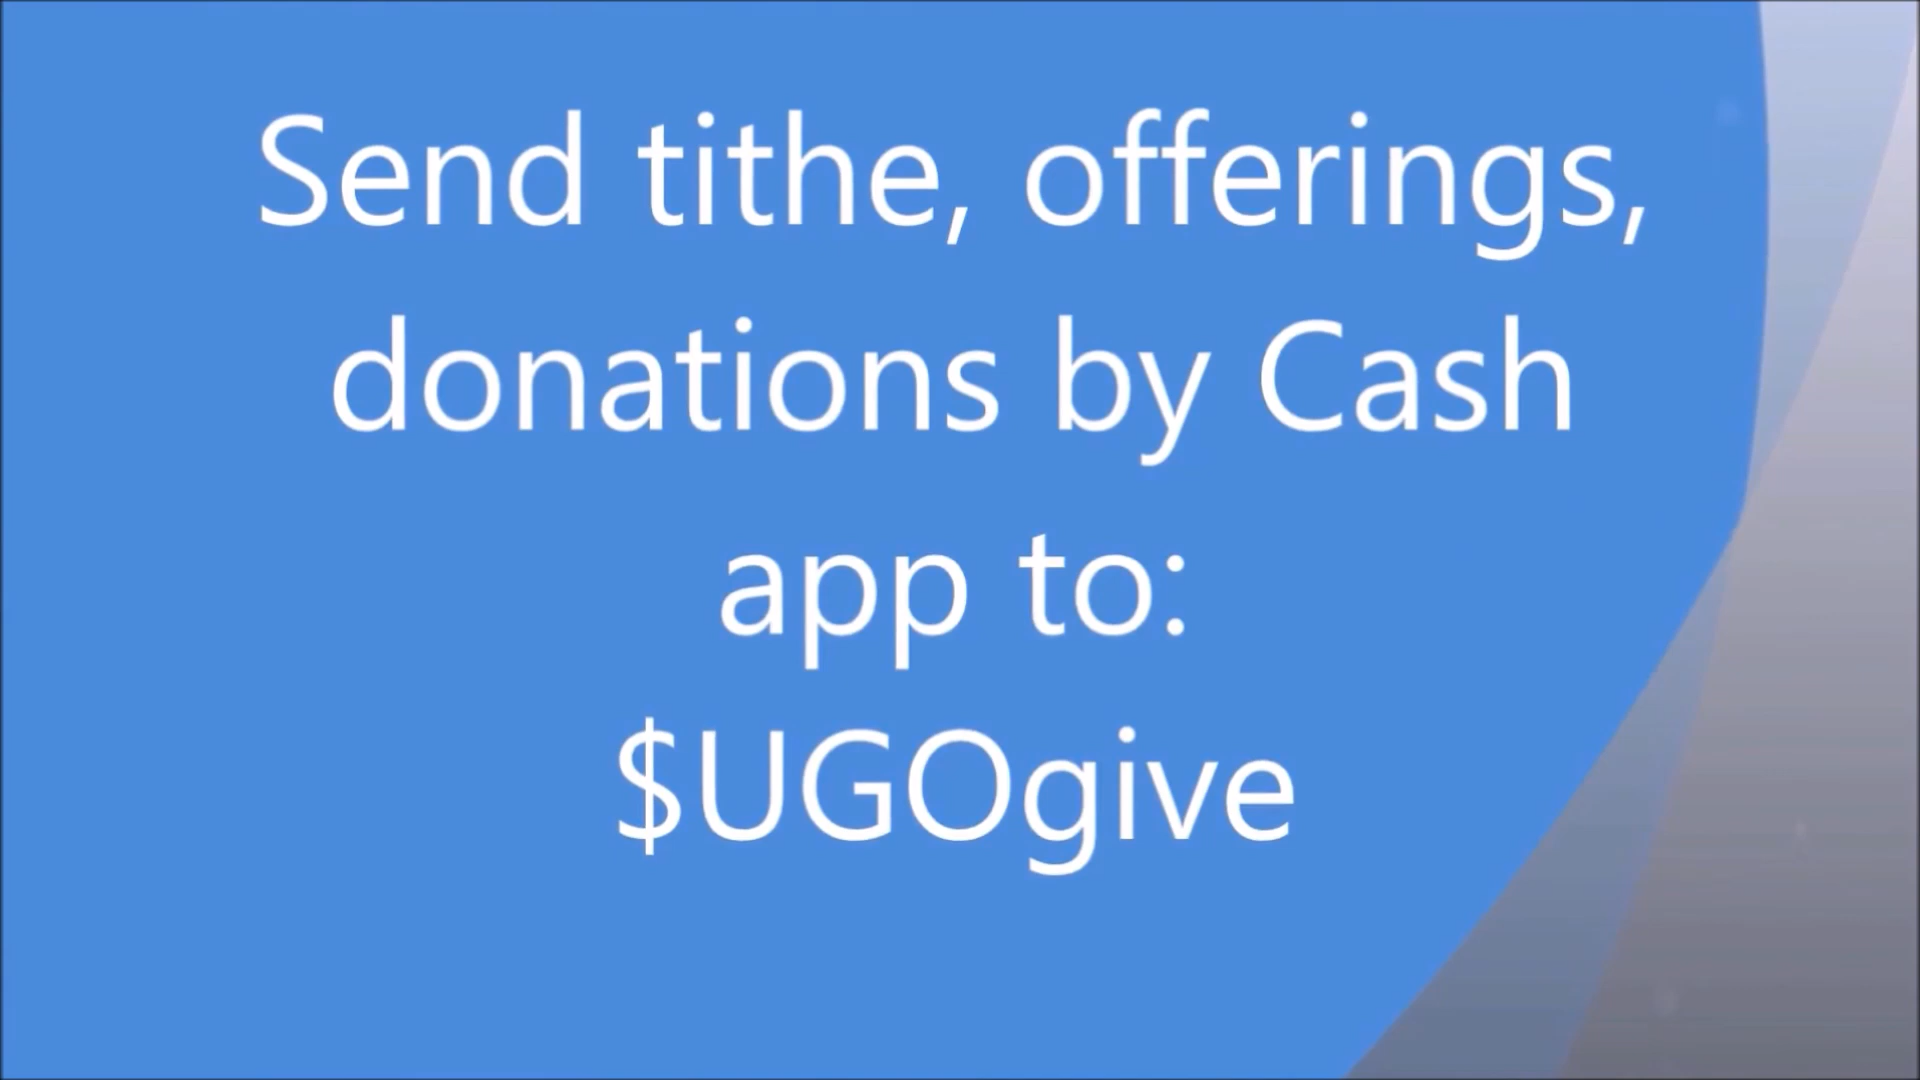 Send tithe, offerings,
donations by Cash
app to:
$UGOgive